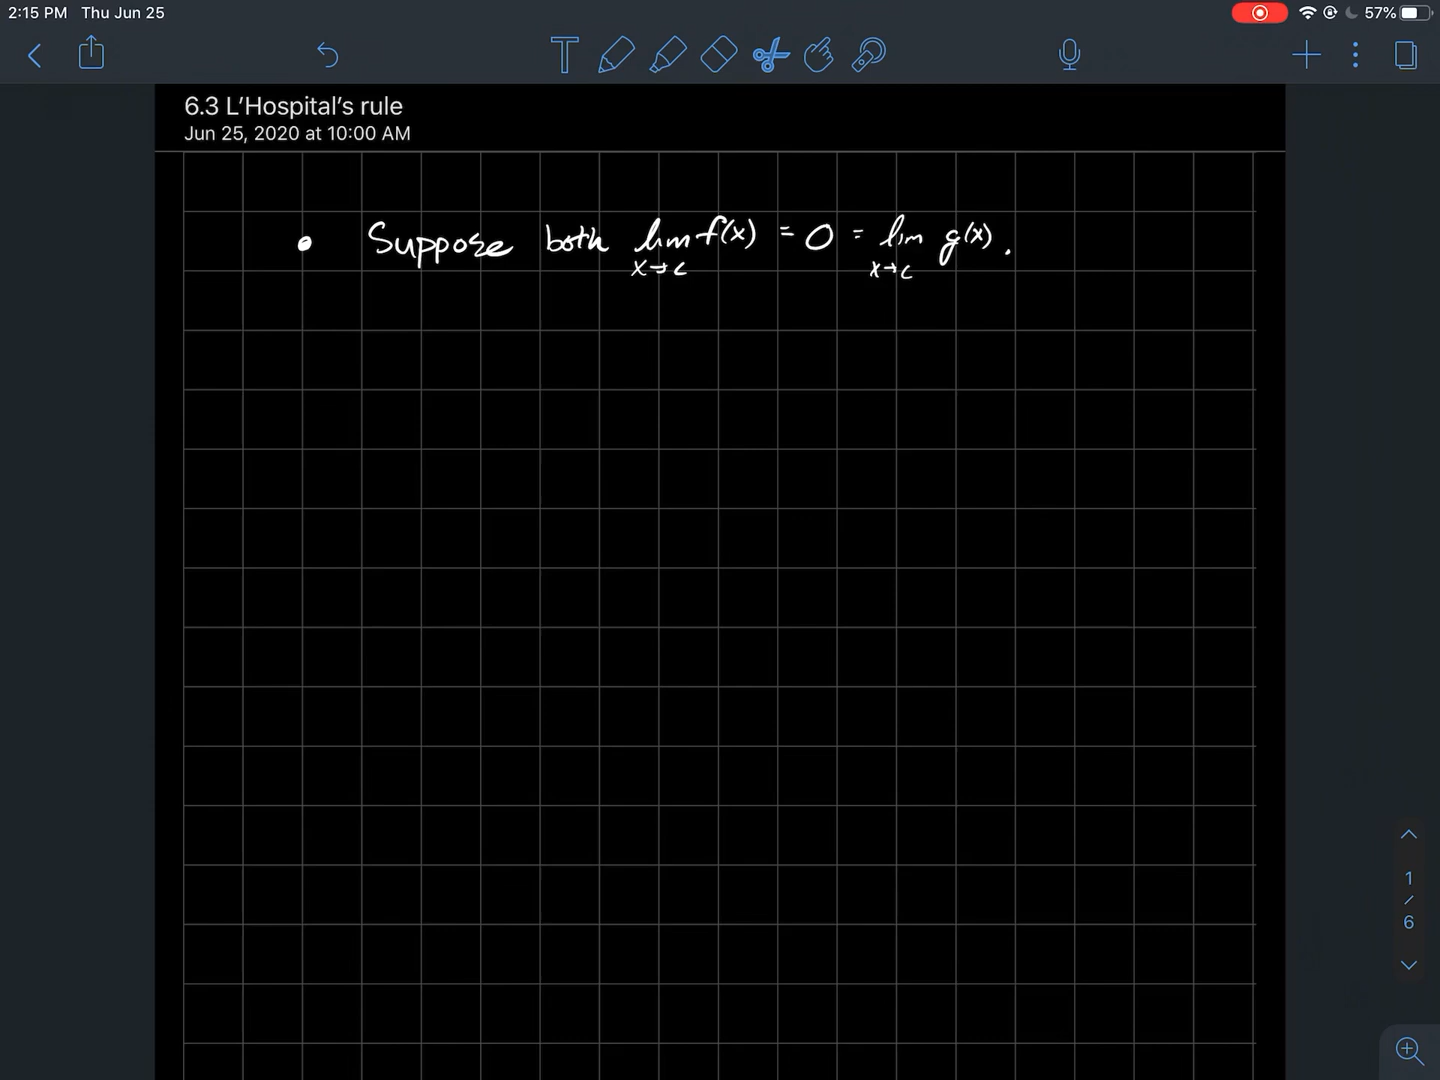 2:15 PM Thu Jun 25
57%
T
6.3 L'Hospital's rule
Jun 25, 2020 at 10:00 AM
• Suppose both lim f(x) = 0 = lim g(x).
x→c x→c
1
/
6